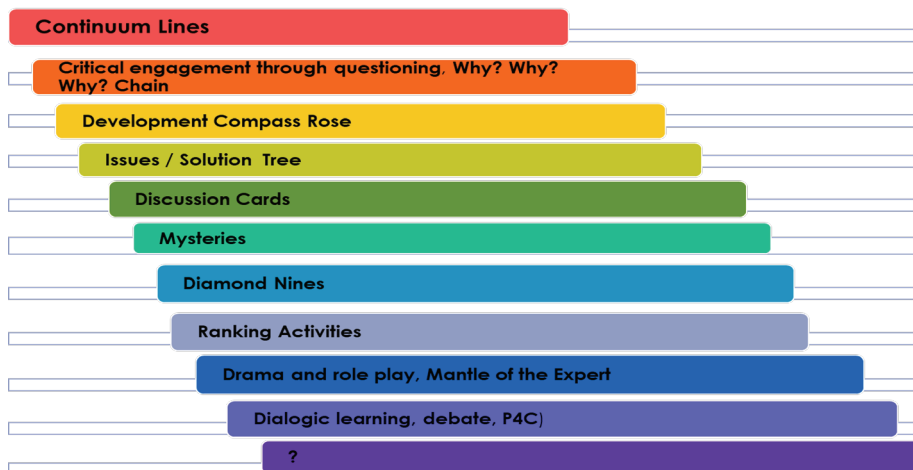 Continuum Lines
Critical engagement through questioning, Why? Why?
Why? Chain
Development Compass Rose
Issues / Solution Tree
Discussion Cards
Mysteries
Diamond Nines
Ranking Activities
Drama and role play, Mantle of the Expert
Dialogic learning, debate, P4C)
?